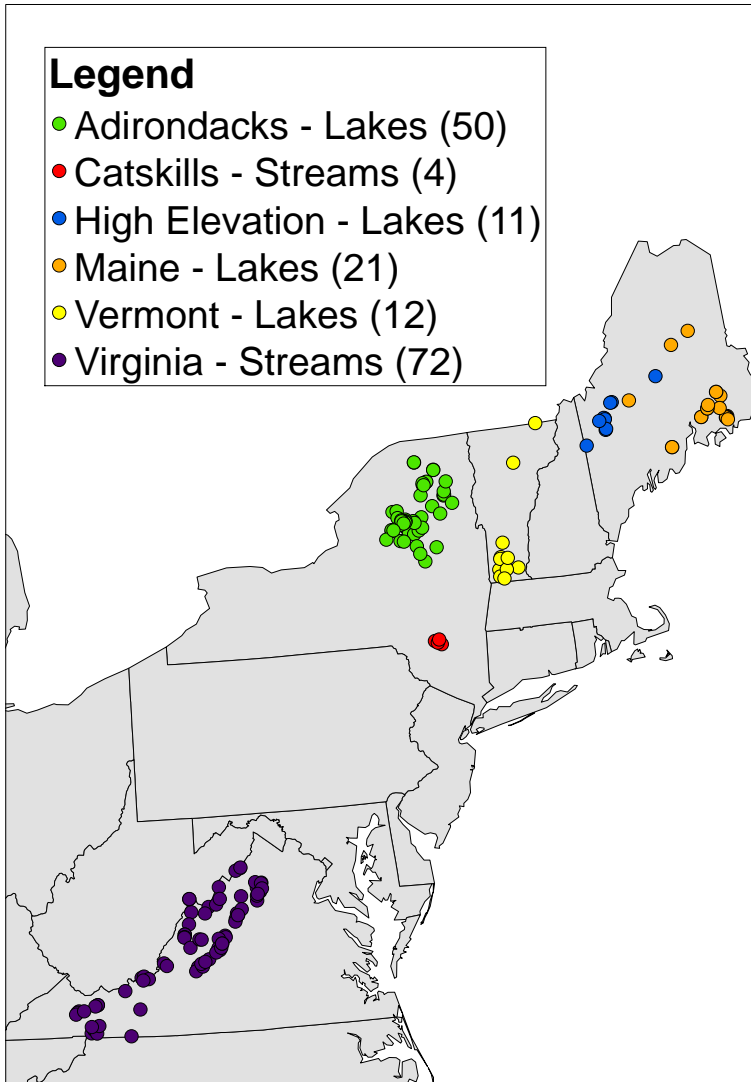 Legend
Adirondacks - Lakes (50)
Catskills - Streams (4)
High Elevation - Lakes (11)
Maine - Lakes (21)
Vermont - Lakes (12)
Virginia - Streams (72)